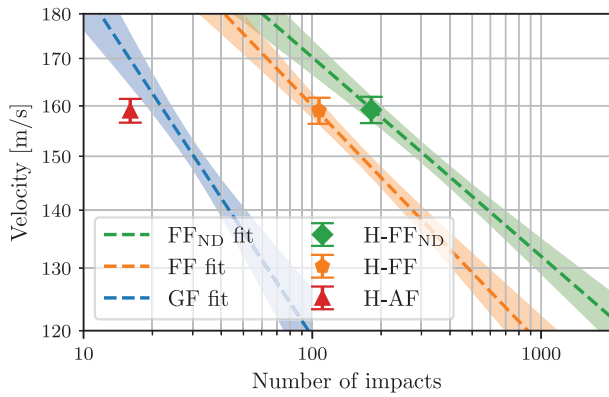 180
170
160
150
140
130
120
Velocity [m/s]
FF_ND fit
FF fit
GF fit
H-FF_ND
H-FF
H-AF
10
100
1000
Number of impacts